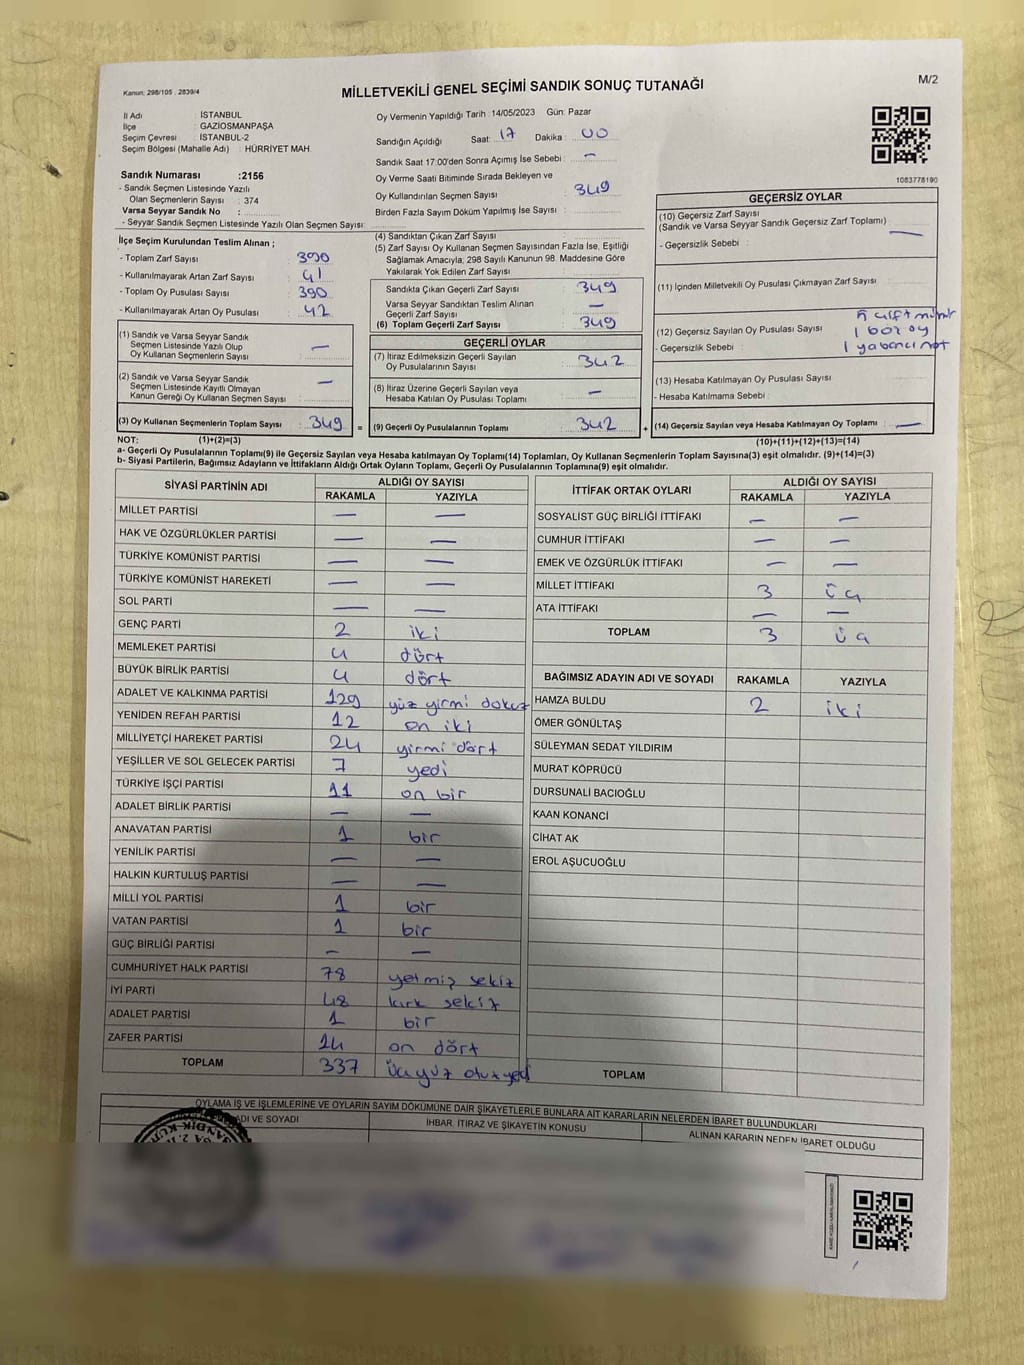 Kanun: 298/105 , 2839/4
MİLLETVEKİLİ GENEL SEÇİMİ SANDIK SONUÇ TUTANAĞI
M/2
İl Adı : İSTANBUL
İlçe : GAZİOSMANPAŞA
Seçim Çevresi : İSTANBUL-2
Seçim Bölgesi (Mahalle Adı) : HÜRRİYET MAH.
Oy Vermenin Yapıldığı Tarih : 14/05/2023 Gün: Pazar
Sandığın Açıldığı Saat: 17 Dakika : 00
Sandık Saat 17:00'den Sonra Açımış İse Sebebi : —
Sandık Numarası :2156
- Sandık Seçmen Listesinde Yazılı
Olan Seçmenlerin Sayısı : 374
Varsa Seyyar Sandık No :
- Seyyar Sandık Seçmen Listesinde Yazılı Olan Seçmen Sayısı:
Oy Verme Saati Bitiminde Sırada Bekleyen ve
Oy Kullandırılan Seçmen Sayısı : 349
Birden Fazla Sayım Döküm Yapılmış İse Sayısı :
1083778190
İlçe Seçim Kurulundan Teslim Alınan ;
- Toplam Zarf Sayısı : 390
- Kullanılmayarak Artan Zarf Sayısı : 41
- Toplam Oy Pusulası Sayısı : 390
- Kullanılmayarak Artan Oy Pusulası : 42
(1) Sandık ve Varsa Seyyar Sandık
Seçmen Listesinde Yazılı Olup
Oy Kullanan Seçmenlerin Sayısı : —
(2) Sandık ve Varsa Seyyar Sandık
Seçmen Listesinde Kayıtlı Olmayan
Kanun Gereği Oy Kullanan Seçmen Sayısı : —
(3) Oy Kullanan Seçmenlerin Toplam Sayısı : 349 =
(4) Sandıktan Çıkan Zarf Sayısı :
(5) Zarf Sayısı Oy Kullanan Seçmen Sayısından Fazla İse, Eşitliği
Sağlamak Amacıyla; 298 Sayılı Kanunun 98. Maddesine Göre
Yakılarak Yok Edilen Zarf Sayısı :
Sandıkta Çıkan Geçerli Zarf Sayısı : 349
Varsa Seyyar Sandıktan Teslim Alınan
Geçerli Zarf Sayısı : —
(6) Toplam Geçerli Zarf Sayısı : 349
GEÇERLİ OYLAR
(7) İtiraz Edilmeksizin Geçerli Sayılan
Oy Pusulalarının Sayısı : 342
(8) İtiraz Üzerine Geçerli Sayılan veya
Hesaba Katılan Oy Pusulası Toplamı : —
(9) Geçerli Oy Pusulalarının Toplamı : 342 +
GEÇERSİZ OYLAR
(10) Geçersiz Zarf Sayısı
(Sandık ve Varsa Seyyar Sandık Geçersiz Zarf Toplamı) : —
- Geçersizlik Sebebi :
(11) İçinden Milletvekili Oy Pusulası Çıkmayan Zarf Sayısı :
(12) Geçersiz Sayılan Oy Pusulası Sayısı : 1 boş oy
- Geçersizlik Sebebi : 1 yabancı not
(13) Hesaba Katılmayan Oy Pusulası Sayısı :
- Hesaba Katılmama Sebebi :
(14) Geçersiz Sayılan veya Hesaba Katılmayan Oy Toplamı : —
NOT: (1)+(2)=(3)
(10)+(11)+(12)+(13)=(14)
a- Geçerli Oy Pusulalarının Toplamı(9) ile Geçersiz Sayılan veya Hesaba katılmayan Oy Toplamı(14) Toplamları, Oy Kullanan Seçmenlerin Toplam Sayısına(3) eşit olmalıdır. (9)+(14)=(3)
b- Siyasi Partilerin, Bağımsız Adayların ve İttifakların Aldığı Ortak Oyların Toplamı, Geçerli Oy Pusulalarının Toplamına(9) eşit olmalıdır.
SİYASİ PARTİNİN ADI ALDIĞI OY SAYISI
RAKAMLA YAZIYLA
MİLLET PARTİSİ — —
HAK VE ÖZGÜRLÜKLER PARTİSİ — —
TÜRKİYE KOMÜNİST PARTİSİ — —
TÜRKİYE KOMÜNİST HAREKETİ — —
SOL PARTİ — —
GENÇ PARTİ 2 iki
MEMLEKET PARTİSİ 4 dört
BÜYÜK BİRLİK PARTİSİ 4 dört
ADALET VE KALKINMA PARTİSİ 129 yüz yirmi dokuz
YENİDEN REFAH PARTİSİ 12 on iki
MİLLİYETÇİ HAREKET PARTİSİ 24 yirmi dört
YEŞİLLER VE SOL GELECEK PARTİSİ 7 yedi
TÜRKİYE İŞÇİ PARTİSİ 11 on bir
ADALET BİRLİK PARTİSİ — —
ANAVATAN PARTİSİ 1 bir
YENİLİK PARTİSİ — —
HALKIN KURTULUŞ PARTİSİ — —
MİLLİ YOL PARTİSİ 1 bir
VATAN PARTİSİ 1 bir
GÜÇ BİRLİĞİ PARTİSİ — —
CUMHURİYET HALK PARTİSİ 78 yetmiş sekiz
İYİ PARTİ 48 kırk sekiz
ADALET PARTİSİ 1 bir
ZAFER PARTİSİ 14 on dört
TOPLAM 337 üçyüz otuz yedi
İTTİFAK ORTAK OYLARI ALDIĞI OY SAYISI
RAKAMLA YAZIYLA
SOSYALİST GÜÇ BİRLİĞİ İTTİFAKI — —
CUMHUR İTTİFAKI — —
EMEK VE ÖZGÜRLÜK İTTİFAKI — —
MİLLET İTTİFAKI 3 üç
ATA İTTİFAKI — —
TOPLAM 3 üç
BAĞIMSIZ ADAYIN ADI VE SOYADI RAKAMLA YAZIYLA
HAMZA BULDU 2 iki
ÖMER GÖNÜLTAŞ
SÜLEYMAN SEDAT YILDIRIM
MURAT KÖPRÜCÜ
DURSUNALİ BACIOĞLU
KAAN KONANCİ
CİHAT AK
EROL AŞUCUOĞLU
TOPLAM
OYLAMA İŞ VE İŞLEMLERİNE VE OYLARIN SAYIM DÖKÜMÜNE DAİR ŞİKAYETLERLE BUNLARA AİT KARARLARIN NELERDEN İBARET BULUNDUKLARI
ADI VE SOYADI İHBAR, İTİRAZ VE ŞİKAYETİN KONUSU ALINAN KARARIN NEDEN İBARET OLDUĞU